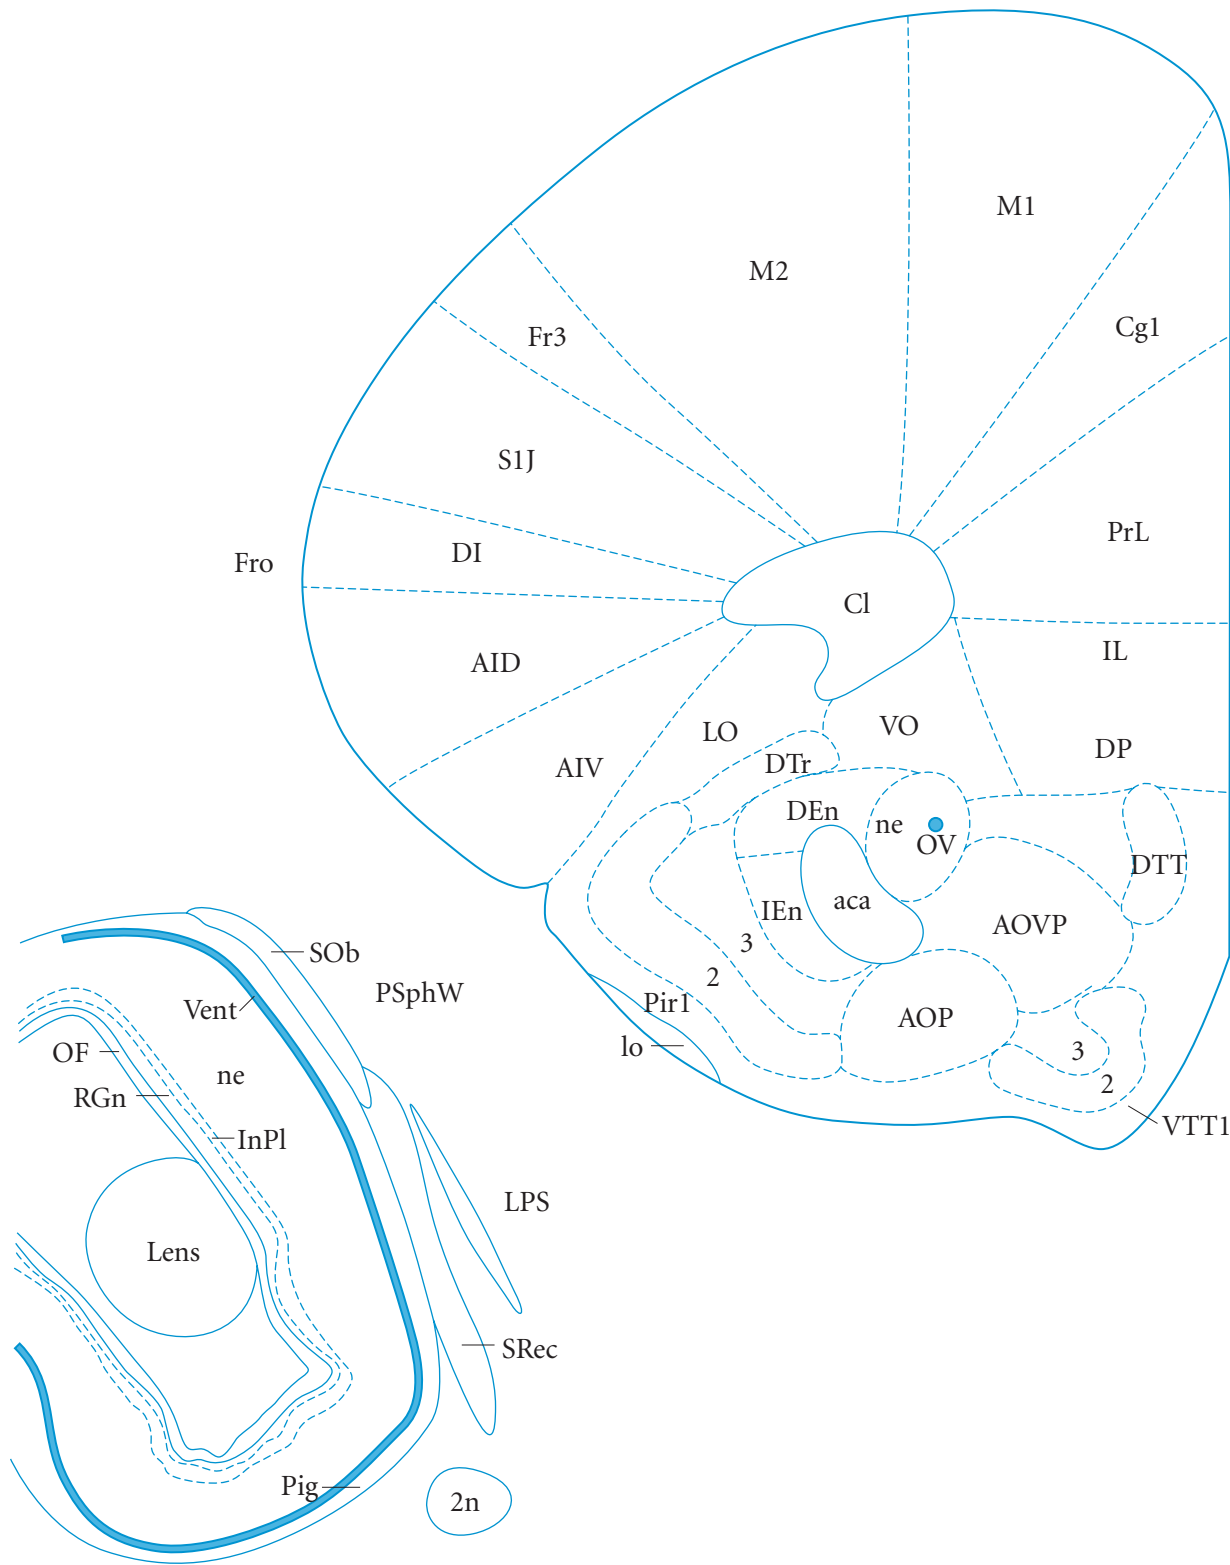 M1
M2
Cg1
Fr3
S1J
PrL
DI
Fro
Cl
IL
AID
LO
VO
DP
AIV
DTr
DEn
ne
OV
DTT
IEn
aca
AOVP
3
2
Pir1
AOP
lo
3
2
VTT1
SOb
PSphW
Vent
OF
ne
RGn
InPl
LPS
Lens
SRec
Pig
2n